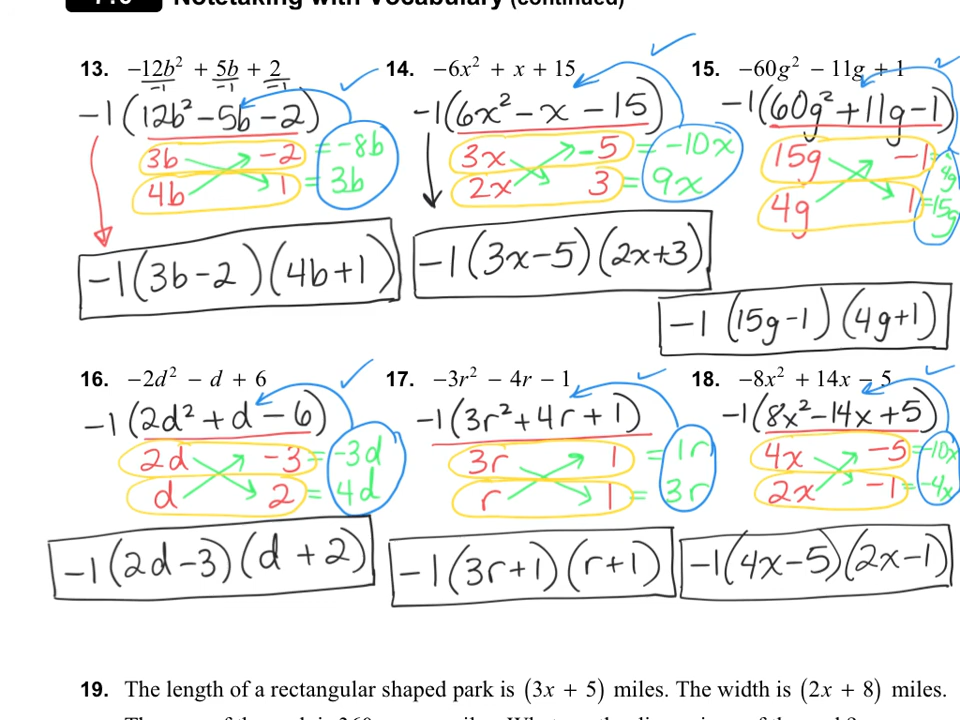 Notetaking with Vocabulary (continued)
13. −12b² + 5b + 2 14. −6x² + x + 15 15. −60g² − 11g + 1
−1 −1 −1
−1(12b²−5b−2) −1(6x²−x−15) −1(60g²+11g−1)
3b −2 = −8b 3x −5 = −10x 15g −1 =
4b 1 = 3b 2x 3 = 9x 4g 1 = 15g
−1(3b−2)(4b+1) −1(3x−5)(2x+3)
−1(15g−1)(4g+1)
16. −2d² − d + 6 17. −3r² − 4r − 1 18. −8x² + 14x − 5
−1(2d²+d−6) −1(3r²+4r+1) −1(8x²−14x+5)
2d −3 = −3d 3r 1 = 1r 4x −5 = −10x
d 2 = 4d r 1 = 3r 2x −1 = −4x
−1(2d−3)(d+2) −1(3r+1)(r+1) −1(4x−5)(2x−1)
19. The length of a rectangular shaped park is (3x + 5) miles. The width is (2x + 8) miles.